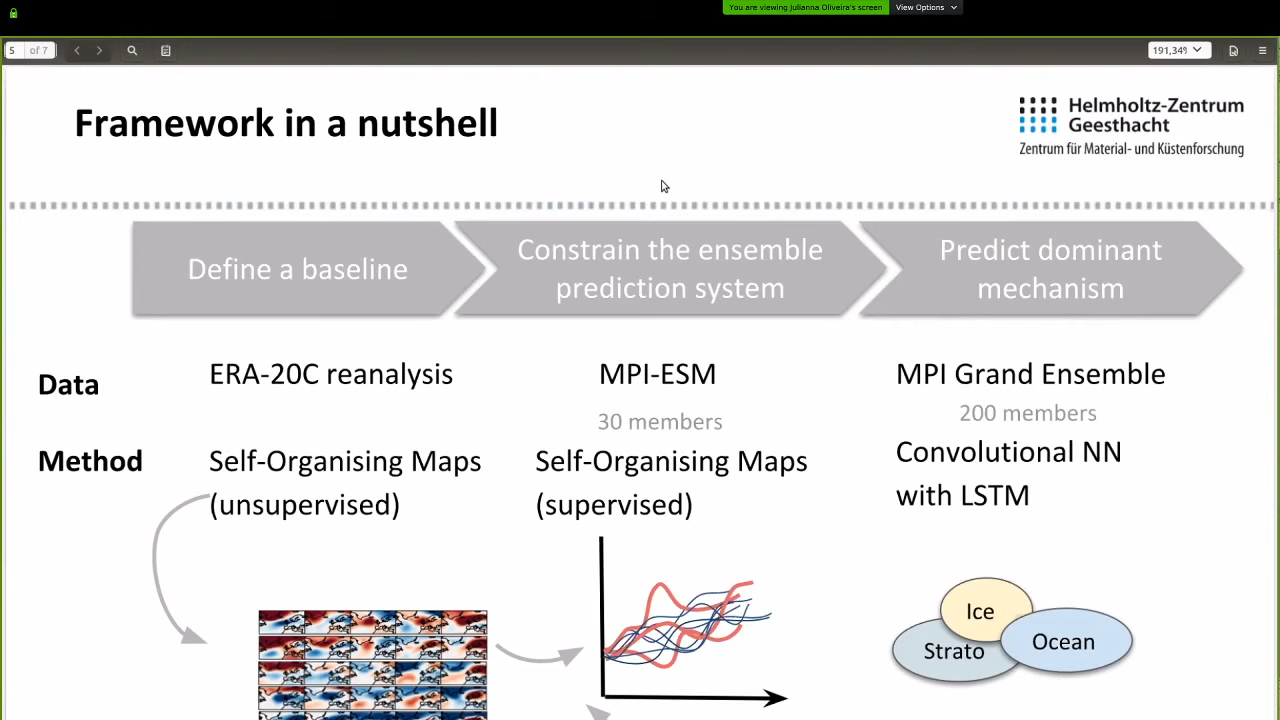 You are viewing Julianna Oliveira's screen
View Options
5 of 7
191,34%
Framework in a nutshell
Helmholtz-Zentrum
Geesthacht
Zentrum für Material- und Küstenforschung
Define a baseline
Constrain the ensemble
prediction system
Predict dominant
mechanism
Data
ERA-20C reanalysis
MPI-ESM
30 members
MPI Grand Ensemble
200 members
Method
Self-Organising Maps
(unsupervised)
Self-Organising Maps
(supervised)
Convolutional NN
with LSTM
Ice
Strato
Ocean